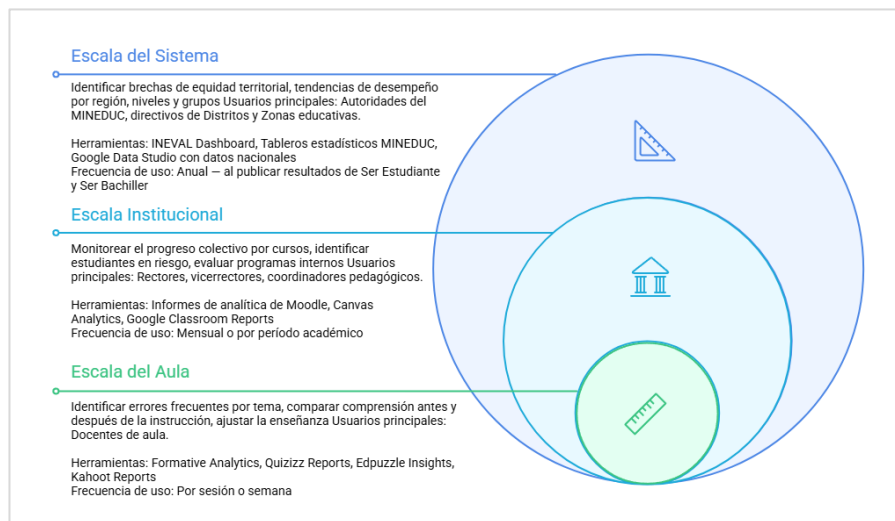 Escala del Sistema
Identificar brechas de equidad territorial, tendencias de desempeño
por región, niveles y grupos Usuarios principales: Autoridades del
MINEDUC, directivos de Distritos y Zonas educativas.
Herramientas: INEVAL Dashboard, Tableros estadísticos MINEDUC,
Google Data Studio con datos nacionales
Frecuencia de uso: Anual — al publicar resultados de Ser Estudiante
y Ser Bachiller
Escala Institucional
Monitorear el progreso colectivo por cursos, identificar
estudiantes en riesgo, evaluar programas internos Usuarios
principales: Rectores, vicerrectores, coordinadores pedagógicos.
Herramientas: Informes de analítica de Moodle, Canvas
Analytics, Google Classroom Reports
Frecuencia de uso: Mensual o por período académico
Escala del Aula
Identificar errores frecuentes por tema, comparar comprensión antes y
después de la instrucción, ajustar la enseñanza Usuarios principales:
Docentes de aula.
Herramientas: Formative Analytics, Quizizz Reports, Edpuzzle Insights,
Kahoot Reports
Frecuencia de uso: Por sesión o semana